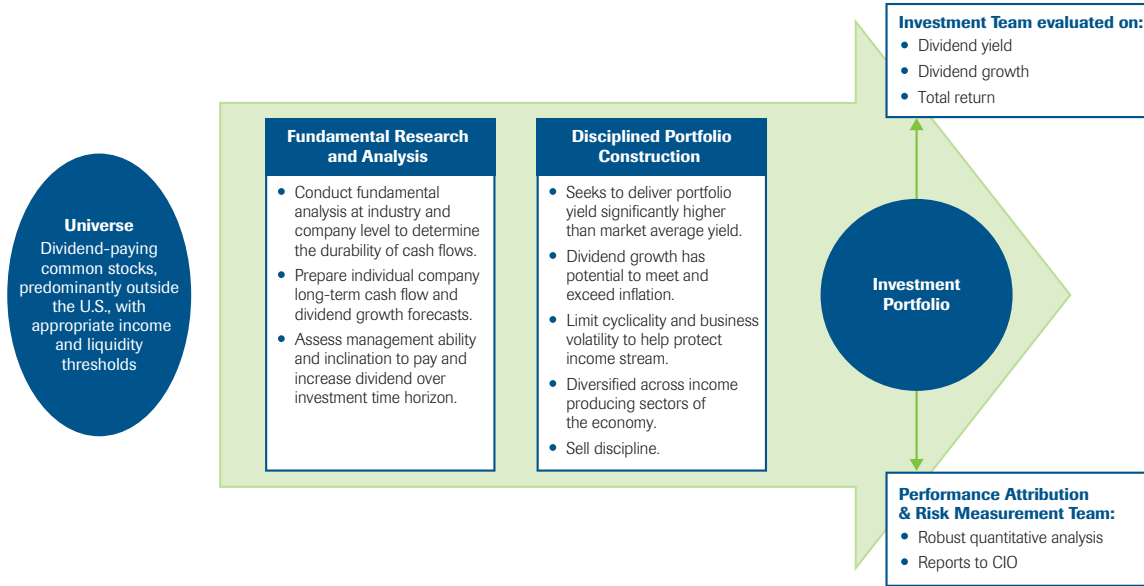 Universe
Dividend-paying
common stocks,
predominantly outside
the U.S., with
appropriate income
and liquidity
thresholds
Fundamental Research
and Analysis
• Conduct fundamental
analysis at industry and
company level to determine
the durability of cash flows.
• Prepare individual company
long-term cash flow and
dividend growth forecasts.
• Assess management ability
and inclination to pay and
increase dividend over
investment time horizon.
Disciplined Portfolio
Construction
• Seeks to deliver portfolio
yield significantly higher
than market average yield.
• Dividend growth has
potential to meet and
exceed inflation.
• Limit cyclicality and business
volatility to help protect
income stream.
• Diversified across income
producing sectors of
the economy.
• Sell discipline.
Investment
Portfolio
Investment Team evaluated on:
• Dividend yield
• Dividend growth
• Total return
Performance Attribution
& Risk Measurement Team:
• Robust quantitative analysis
• Reports to CIO